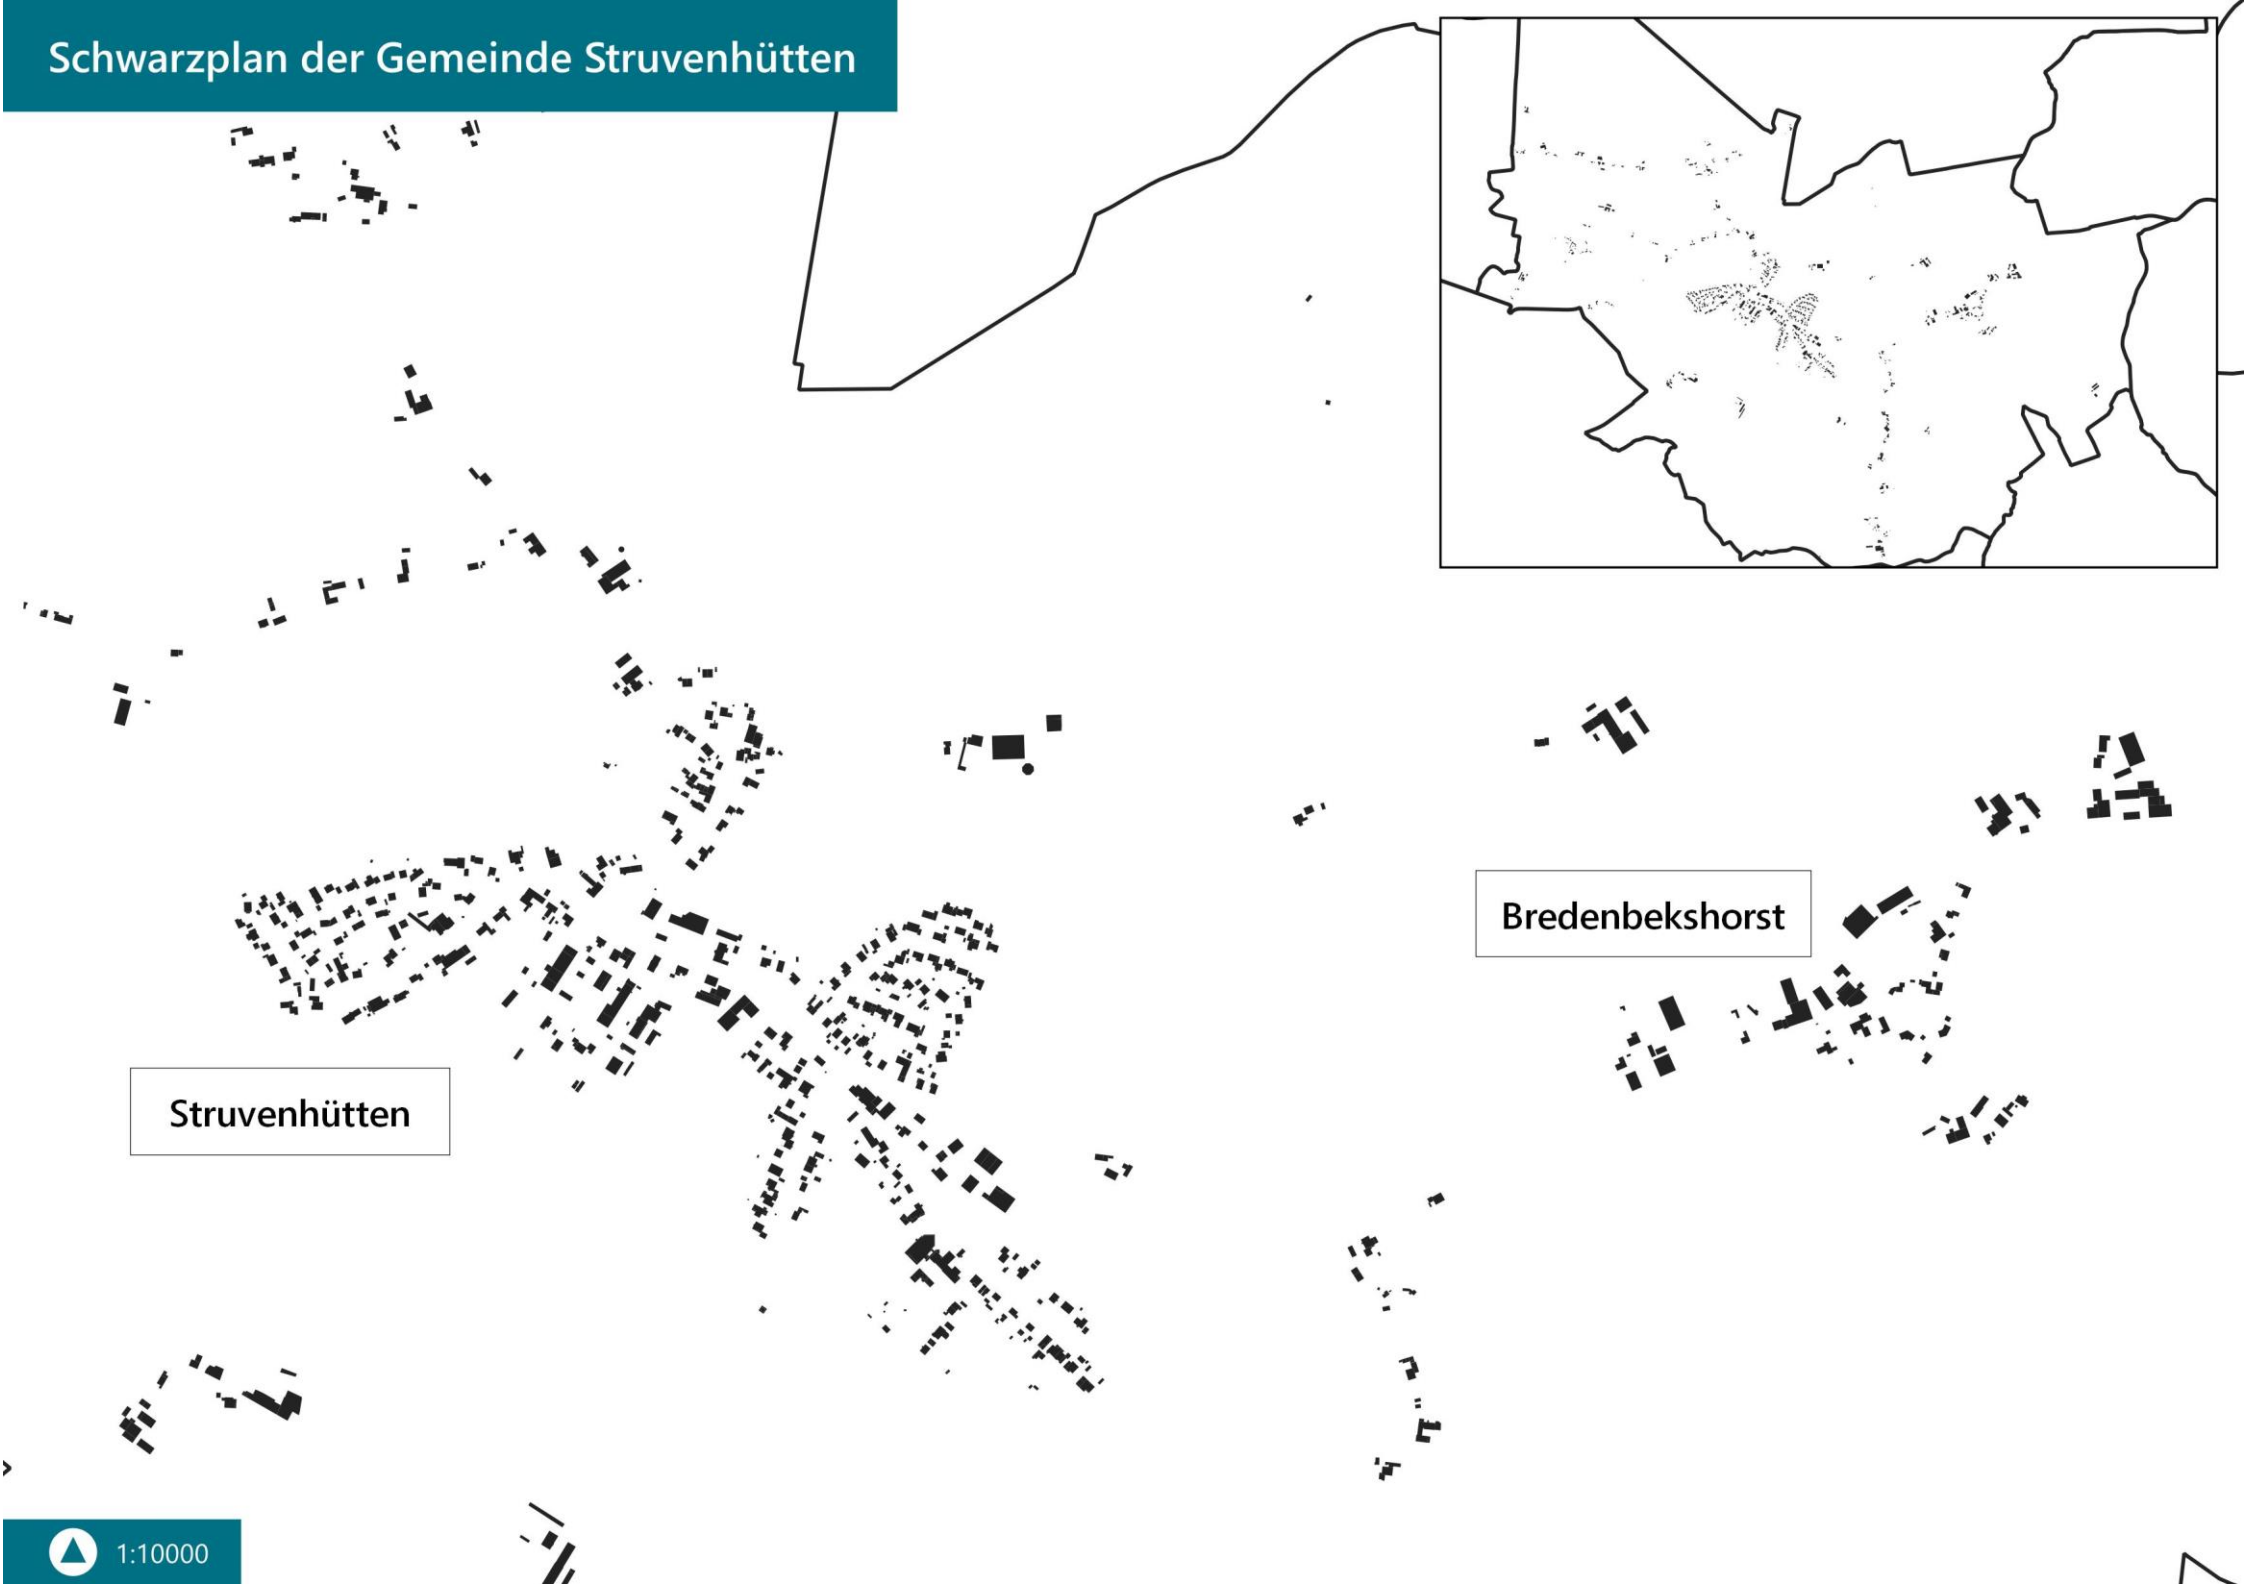 Schwarzplan der Gemeinde Struvenhütten
Bredenbekshorst
Struvenhütten
1:10000